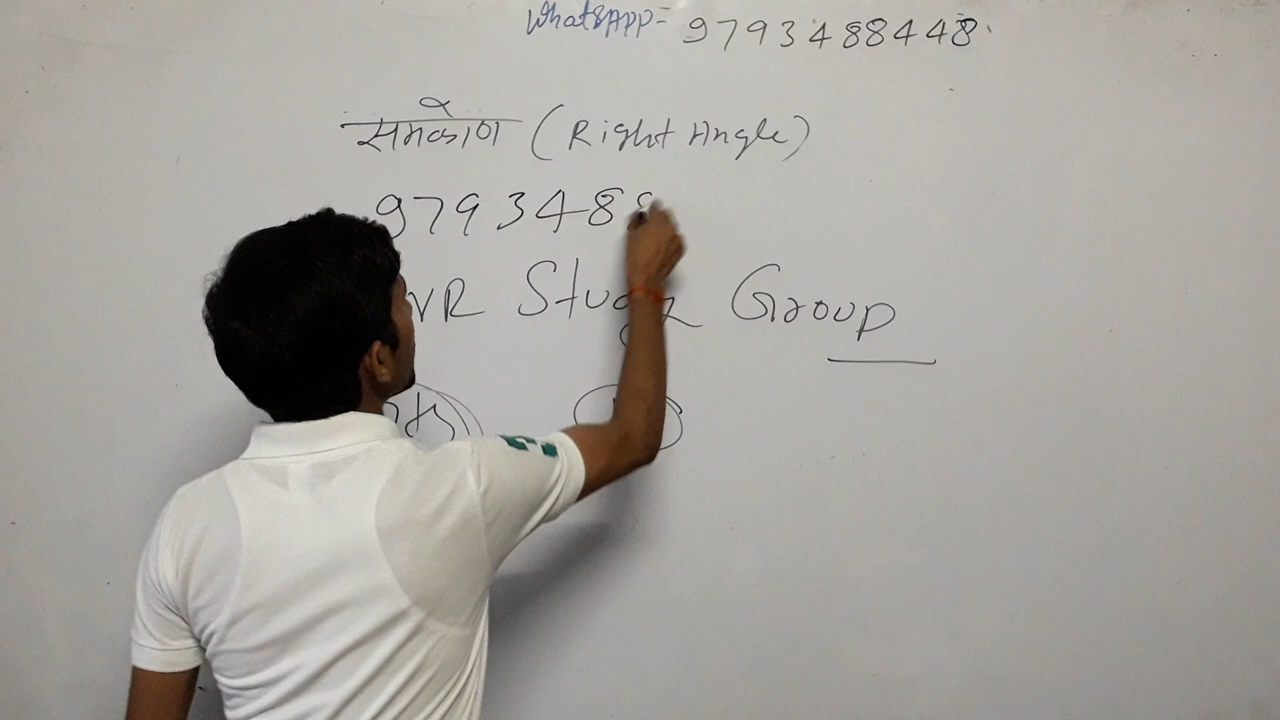 WhatsAPP= 9793488448
समकोण (Right Angle)
9793488
VR Study Group